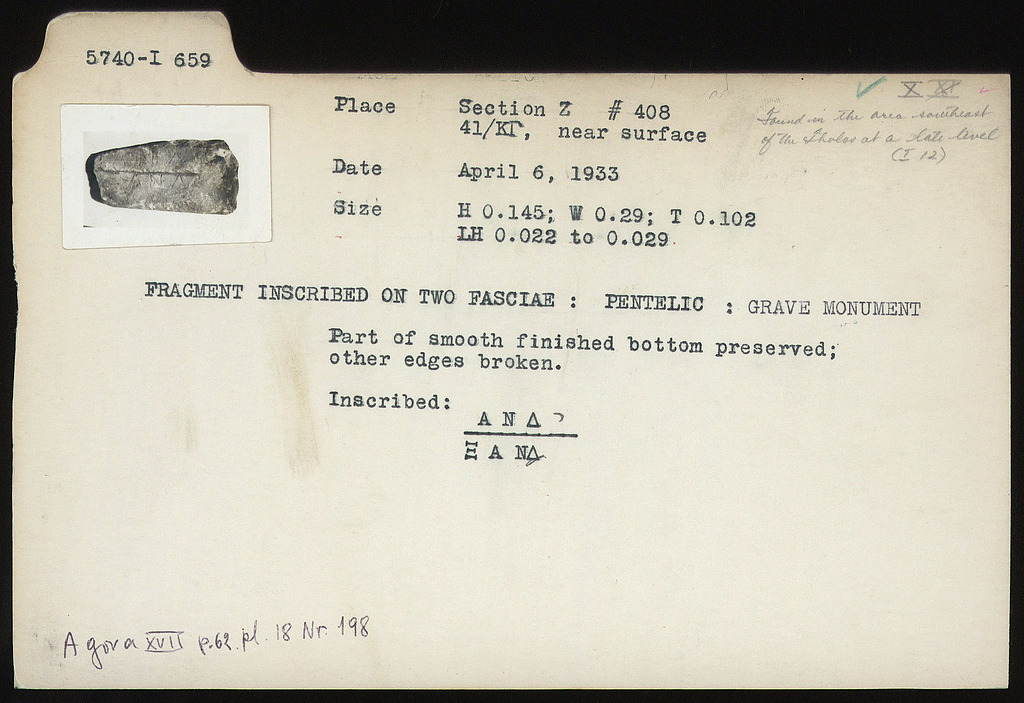 5740-I 659
X XI
Place Section Z # 408
41/ΚΓ, near surface
Found in the area southeast
of the Tholos at a late level
(I 12)
Date April 6, 1933
Size H 0.145; W 0.29; T 0.102
LH 0.022 to 0.029.
FRAGMENT INSCRIBED ON TWO FASCIAE : PENTELIC : GRAVE MONUMENT
Part of smooth finished bottom preserved;
other edges broken.
Inscribed:
Α Ν Δ
Ξ Α ΝΔ
Agora XVII p.62 pl. 18 Nr. 198